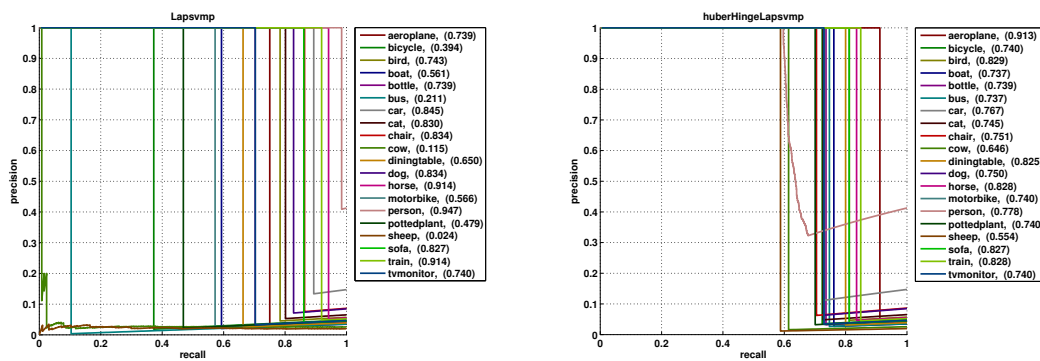 Lapsvmp
precision
1
0.9
0.8
0.7
0.6
0.5
0.4
0.3
0.2
0.1
0
0 0.2 0.4 0.6 0.8 1
recall
aeroplane, (0.739)
bicycle, (0.394)
bird, (0.743)
boat, (0.561)
bottle, (0.739)
bus, (0.211)
car, (0.845)
cat, (0.830)
chair, (0.834)
cow, (0.115)
diningtable, (0.650)
dog, (0.834)
horse, (0.914)
motorbike, (0.566)
person, (0.947)
pottedplant, (0.479)
sheep, (0.024)
sofa, (0.827)
train, (0.914)
tvmonitor, (0.740)
huberHingeLapsvmp
precision
1
0.9
0.8
0.7
0.6
0.5
0.4
0.3
0.2
0.1
0
0 0.2 0.4 0.6 0.8 1
recall
aeroplane, (0.913)
bicycle, (0.740)
bird, (0.829)
boat, (0.737)
bottle, (0.739)
bus, (0.737)
car, (0.767)
cat, (0.745)
chair, (0.751)
cow, (0.646)
diningtable, (0.825)
dog, (0.750)
horse, (0.828)
motorbike, (0.740)
person, (0.778)
pottedplant, (0.740)
sheep, (0.554)
sofa, (0.827)
train, (0.828)
tvmonitor, (0.740)